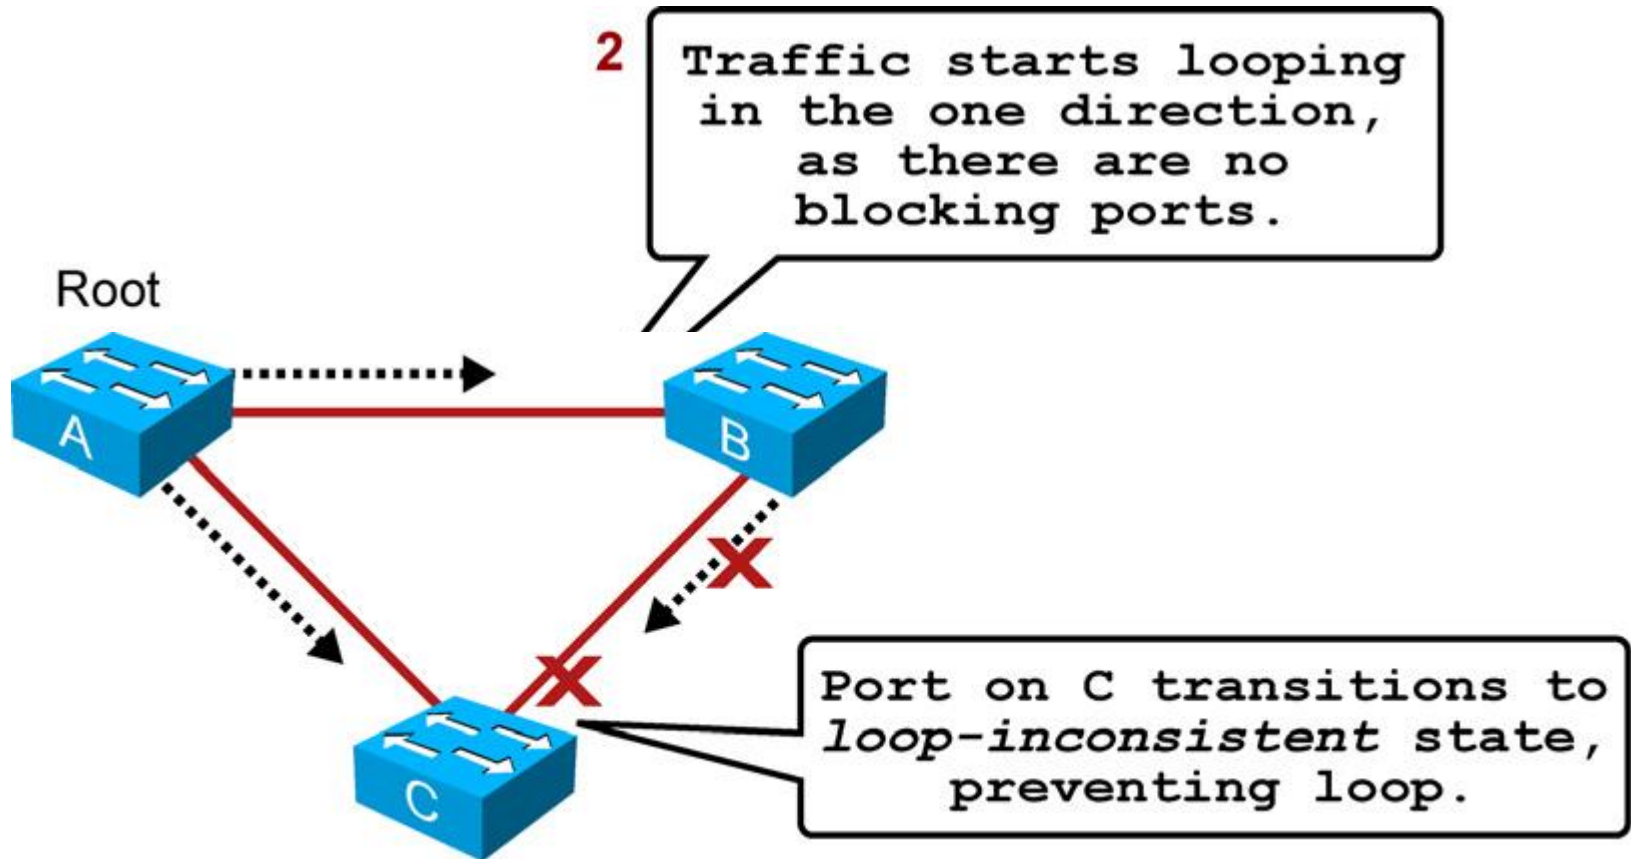 2
Traffic starts looping
in the one direction,
as there are no
blocking ports.
Root
A
B
Port on C transitions to
loop-inconsistent state,
preventing loop.
C